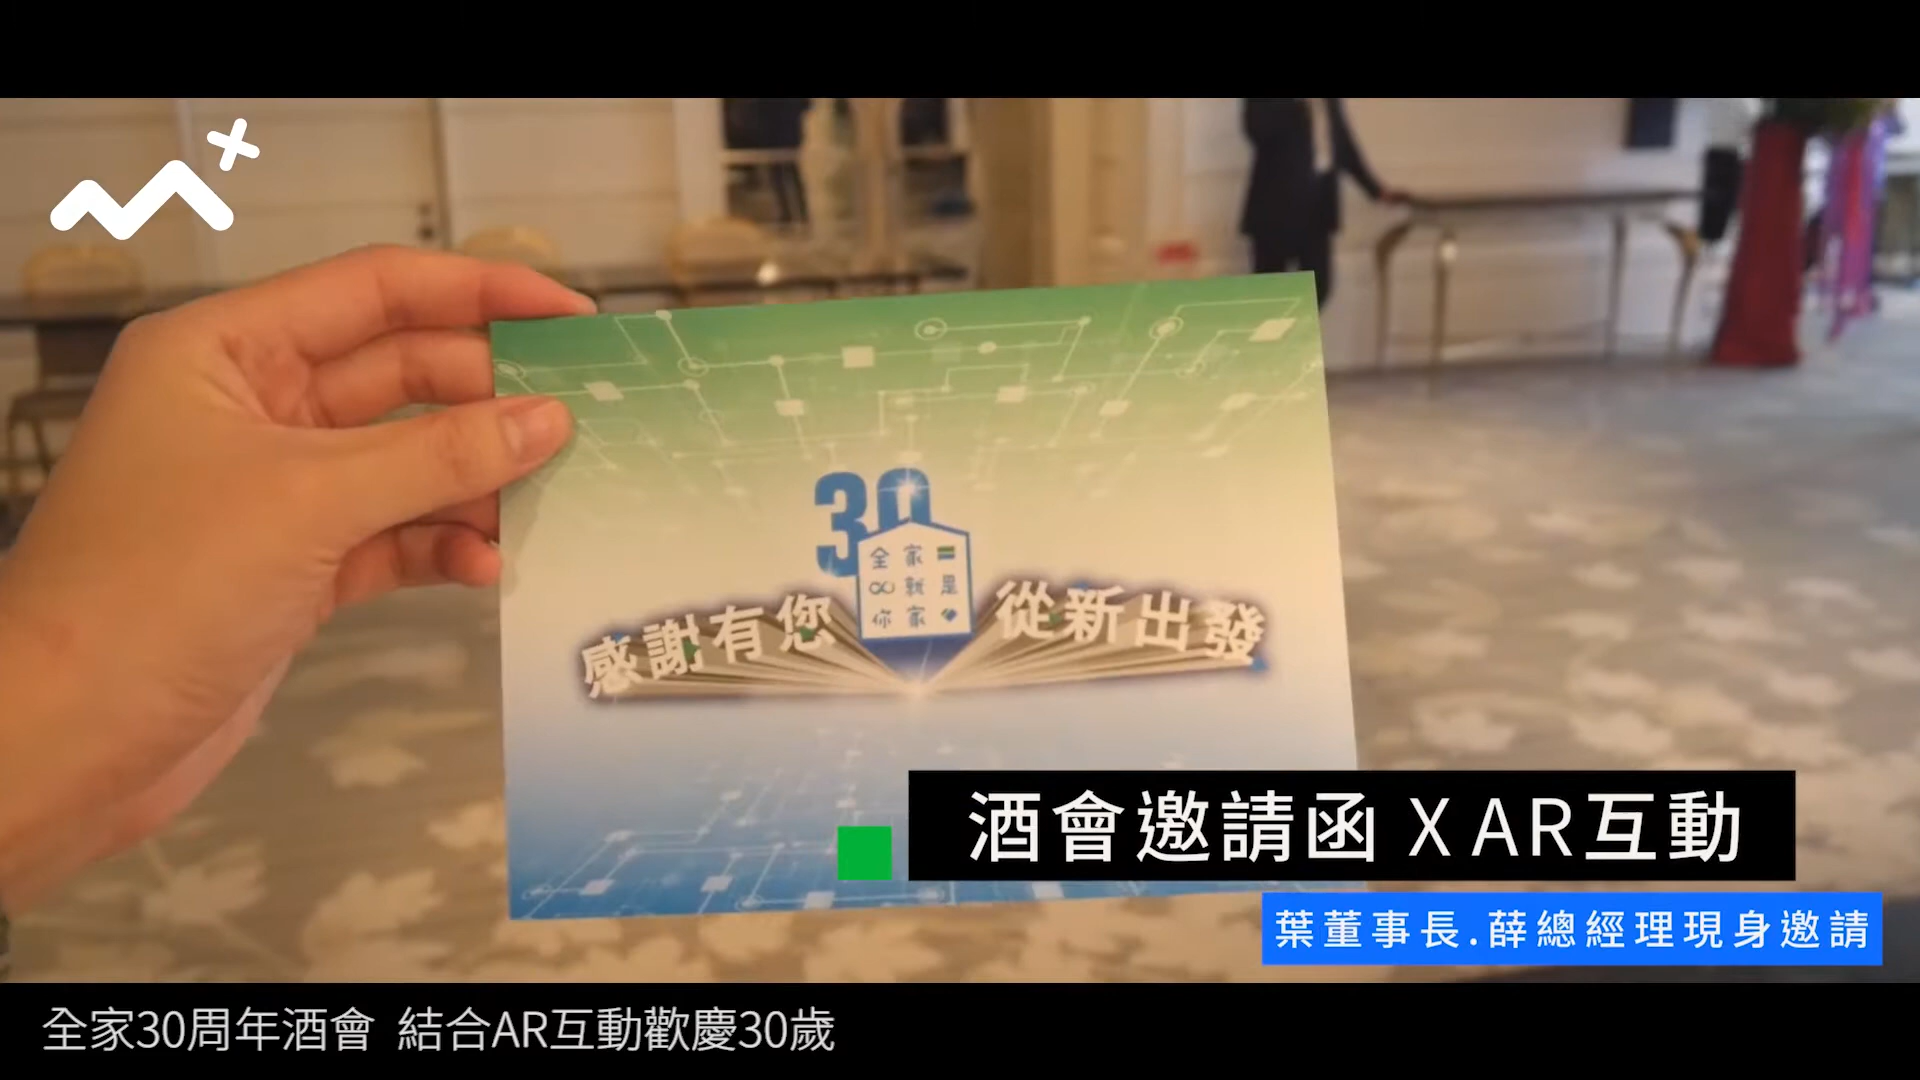 30
全家
∞就是
你家
感謝有您
從新出發
酒會邀請函 X AR互動
葉董事長.薛總經理現身邀請
全家30周年酒會 結合AR互動歡慶30歲